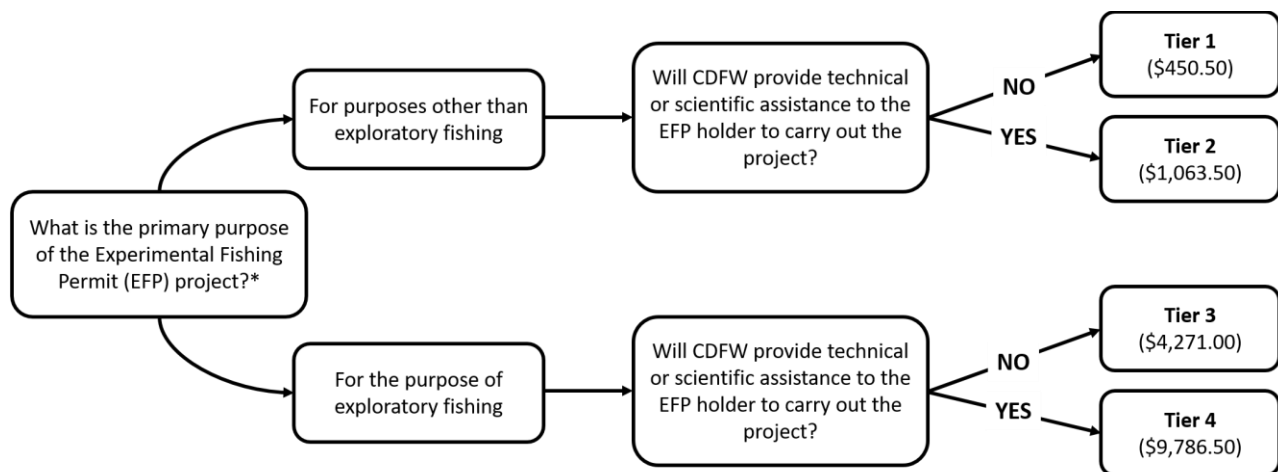 What is the primary purpose
of the Experimental Fishing
Permit (EFP) project?*
For purposes other than
exploratory fishing
Will CDFW provide technical
or scientific assistance to the
EFP holder to carry out the
project?
NO
Tier 1
($450.50)
YES
Tier 2
($1,063.50)
For the purpose of
exploratory fishing
Will CDFW provide technical
or scientific assistance to the
EFP holder to carry out the
project?
NO
Tier 3
($4,271.00)
YES
Tier 4
($9,786.50)